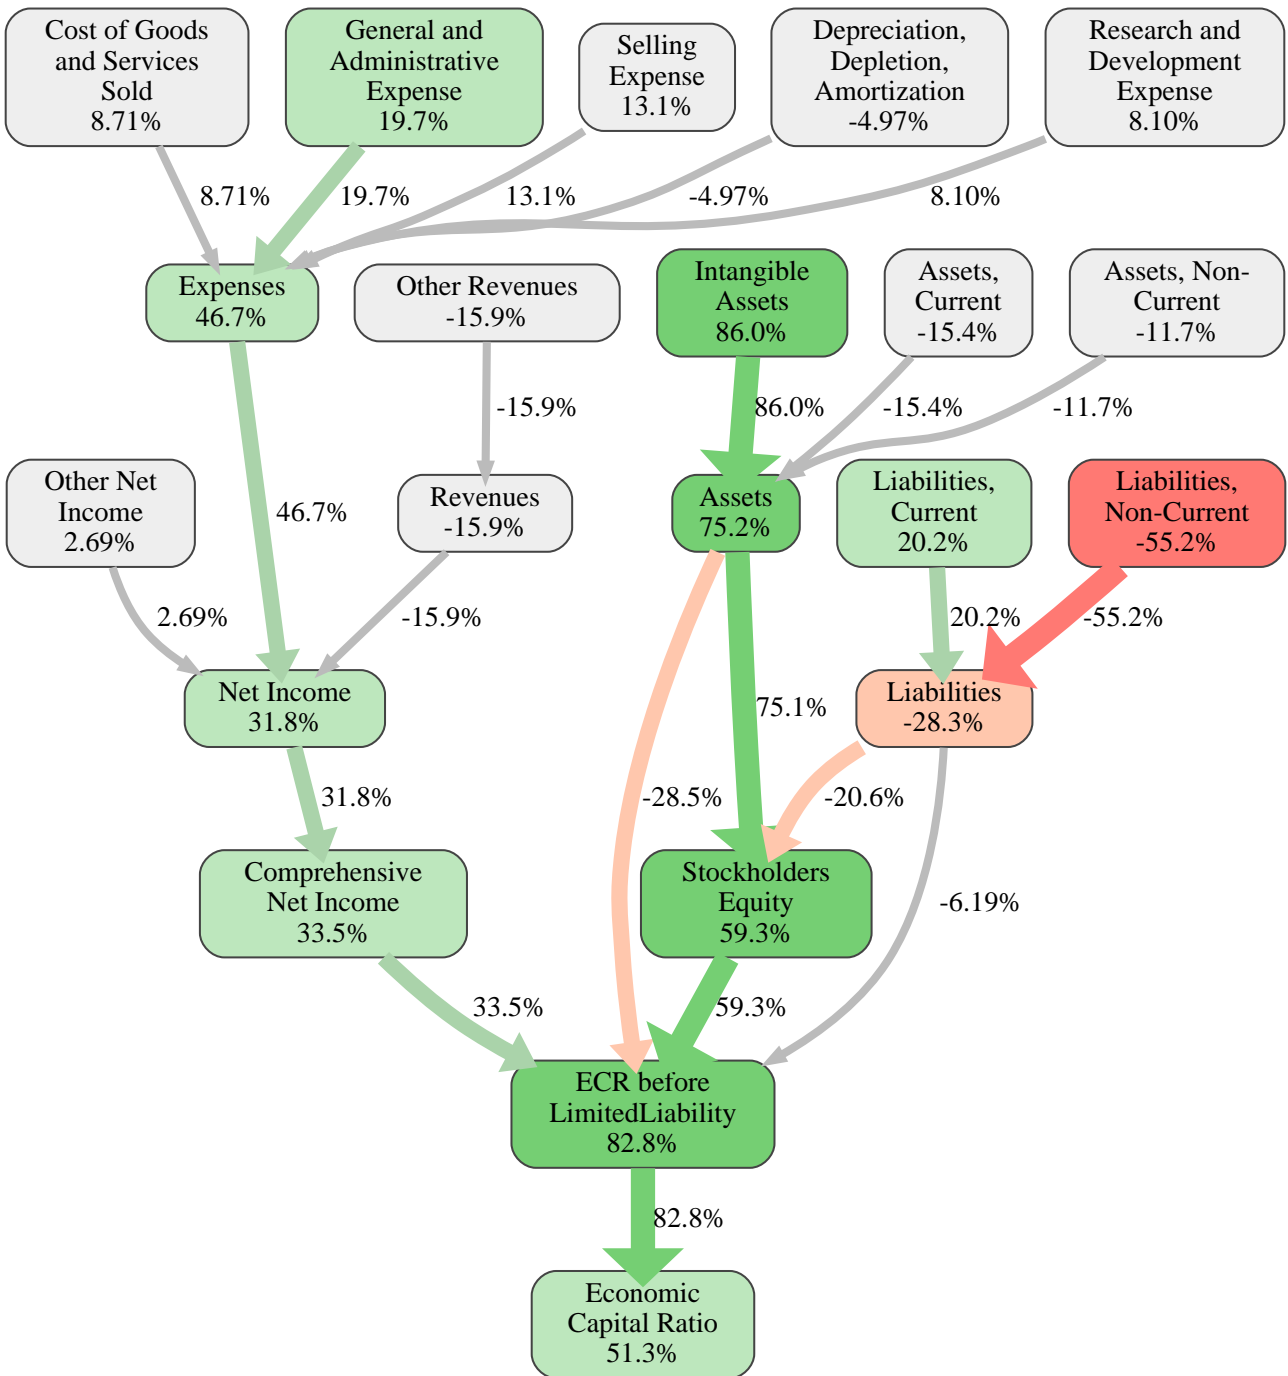 Cost of Goods
and Services
Sold
8.71%
General and
Administrative
Expense
19.7%
Selling
Expense
13.1%
Depreciation,
Depletion,
Amortization
-4.97%
Research and
Development
Expense
8.10%
8.71%
19.7%
13.1%
-4.97%
8.10%
Expenses
46.7%
Other Revenues
-15.9%
Intangible
Assets
86.0%
Assets,
Current
-15.4%
Assets, Non-
Current
-11.7%
-15.9%
86.0%
-15.4%
-11.7%
Other Net
Income
2.69%
46.7%
Revenues
-15.9%
Assets
75.2%
Liabilities,
Current
20.2%
Liabilities,
Non-Current
-55.2%
2.69%
-15.9%
20.2%
-55.2%
Net Income
31.8%
75.1%
Liabilities
-28.3%
31.8%
-28.5%
-20.6%
Comprehensive
Net Income
33.5%
Stockholders
Equity
59.3%
-6.19%
33.5%
59.3%
ECR before
LimitedLiability
82.8%
82.8%
Economic
Capital Ratio
51.3%